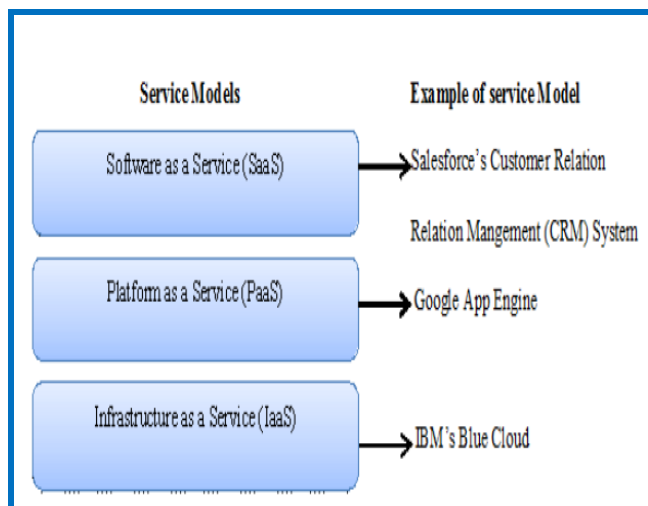 Service Models Example of service Model
Software as a Service (SaaS) Salesforce's Customer Relation
Relation Mangement (CRM) System
Platform as a Service (PaaS) Google App Engine
Infrastructure as a Service (IaaS)
IBM's Blue Cloud